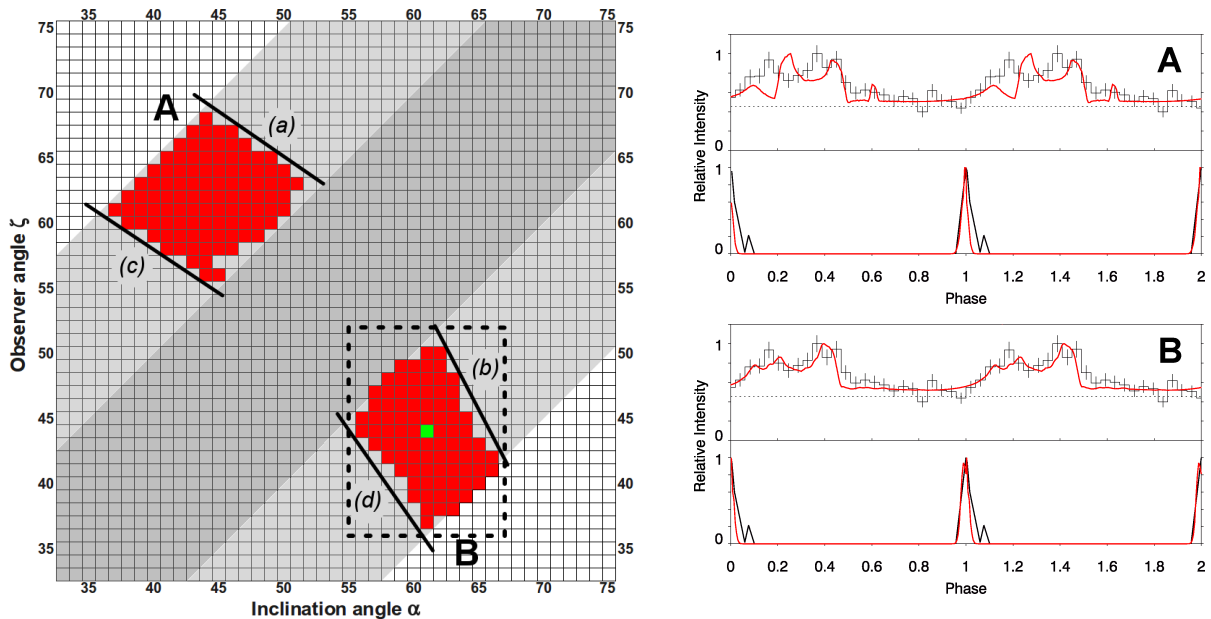 35 40 45 50 55 60 65 70 75
75 75
70 70
65 65
60 60
55 55
50 50
45 45
40 40
35 35
35 40 45 50 55 60 65 70 75
Observer angle ζ
Inclination angle α
A
(a)
(c)
(b)
(d)
B
A
1
0
Relative Intensity
1
0
0 0.2 0.4 0.6 0.8 1 1.2 1.4 1.6 1.8 2
Phase
B
1
0
Relative Intensity
1
0
0 0.2 0.4 0.6 0.8 1 1.2 1.4 1.6 1.8 2
Phase